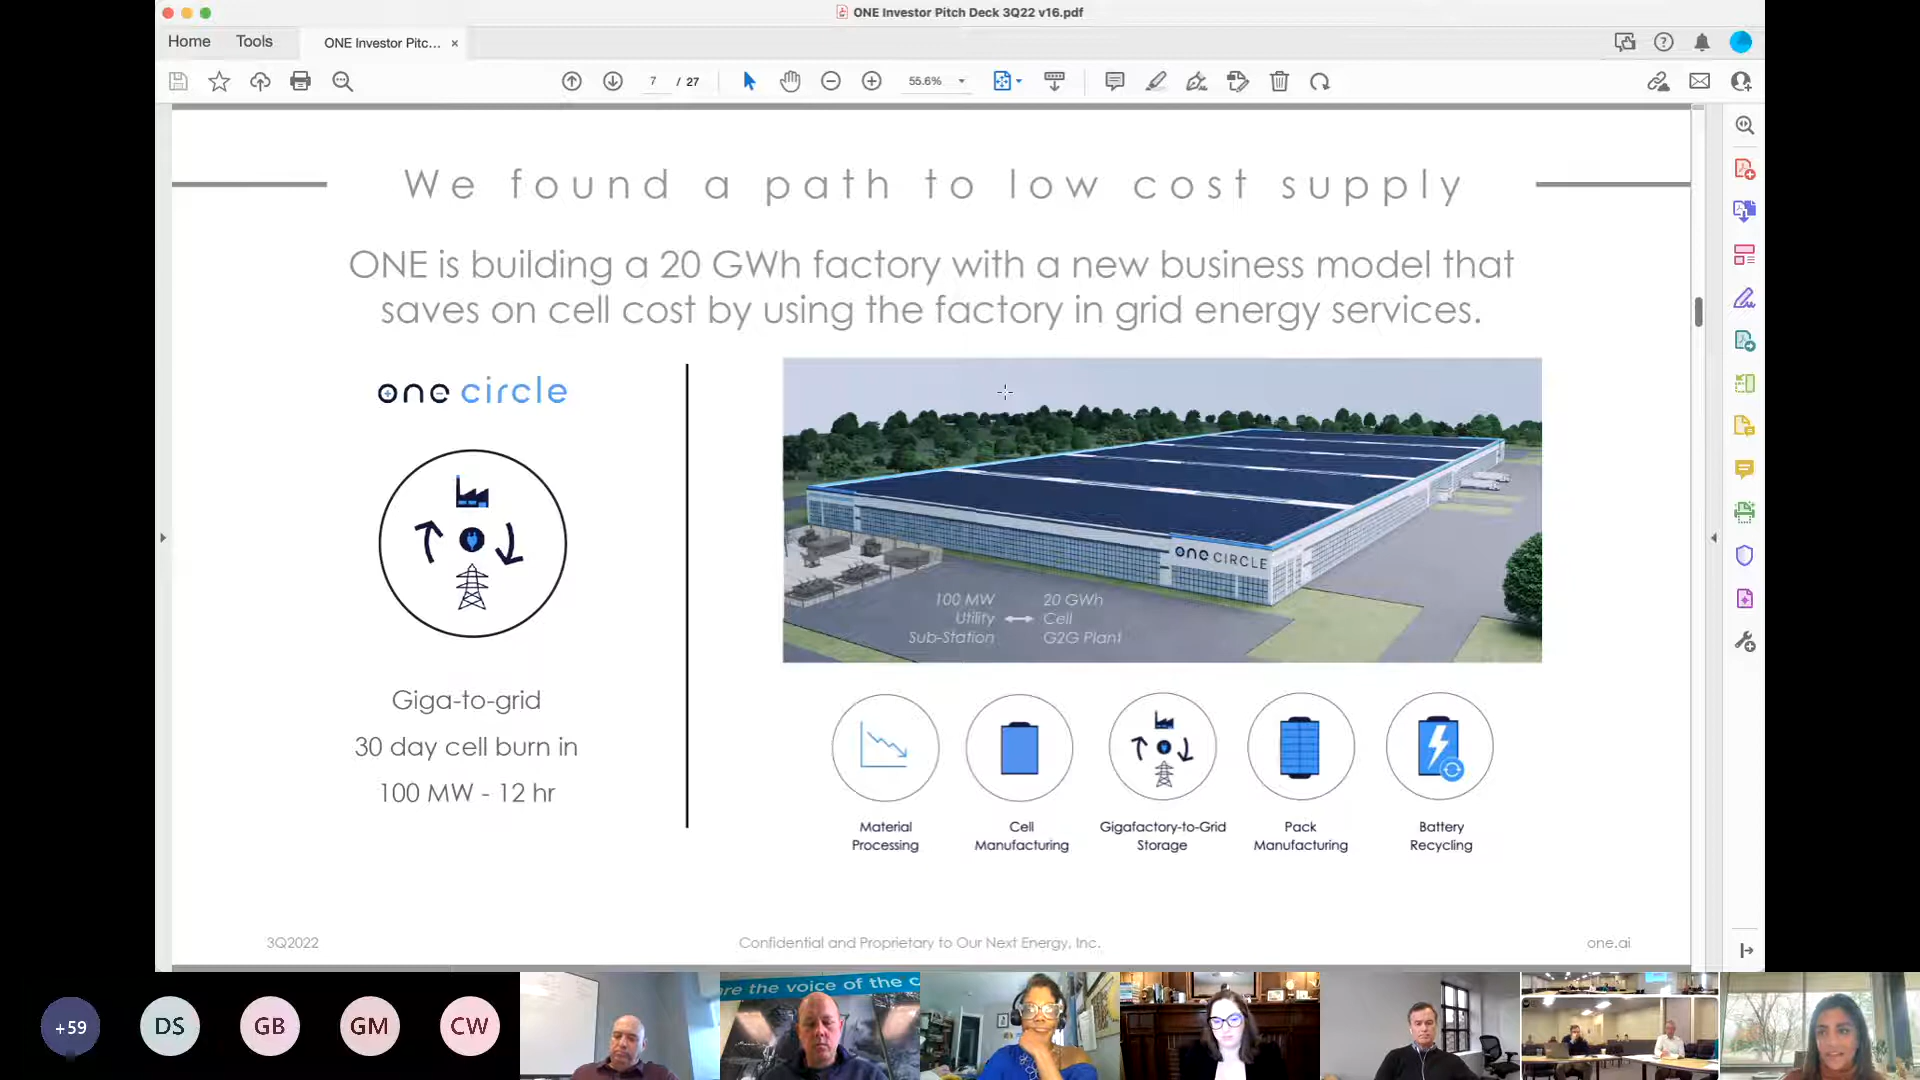 ONE Investor Pitch Deck 3Q22 v16.pdf
Home
Tools
ONE Investor Pitc...
7 / 27
55.6%
We found a path to low cost supply
ONE is building a 20 GWh factory with a new business model that
saves on cell cost by using the factory in grid energy services.
one circle
Giga-to-grid
30 day cell burn in
100 MW - 12 hr
one CIRCLE
100 MW
Utility
Sub-Station
20 GWh
Cell
G2G Plant
Material
Processing
Cell
Manufacturing
Gigafactory-to-Grid
Storage
Pack
Manufacturing
Battery
Recycling
3Q2022
Confidential and Proprietary to Our Next Energy, Inc.
one.ai
+59
DS
GB
GM
CW
re the voice of the c